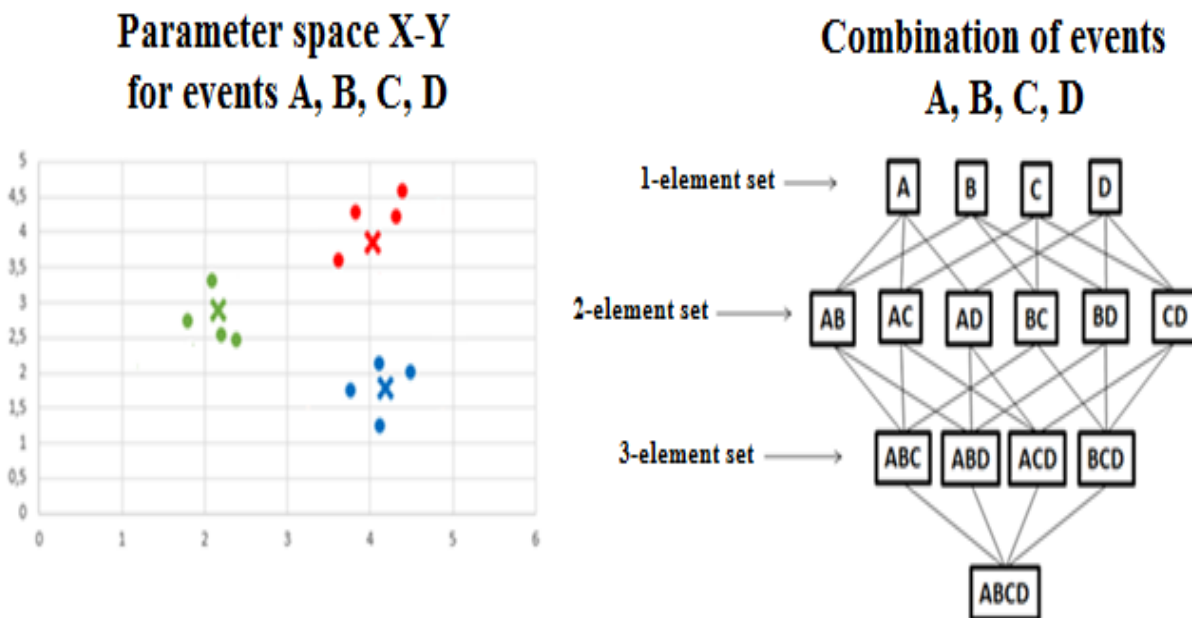 Parameter space X-Y
for events A, B, C, D
5
4,5
4
3,5
3
2,5
2
1,5
1
0,5
0
0 1 2 3 4 5 6
Combination of events
A, B, C, D
1-element set
A B C D
2-element set
AB AC AD BC BD CD
3-element set
ABC ABD ACD BCD
ABCD